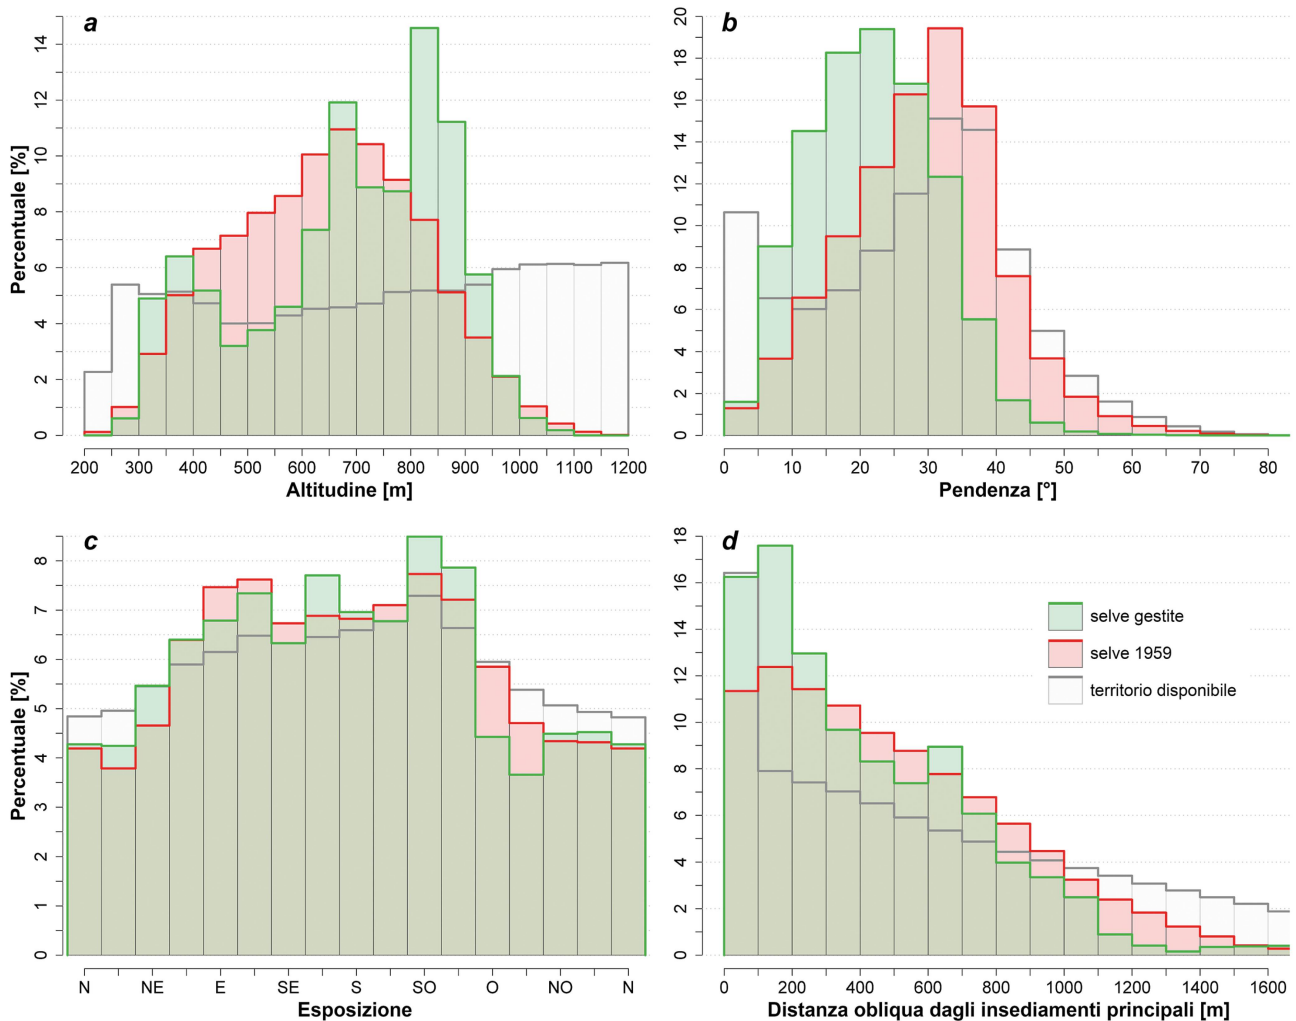 a
Percentuale [%]
14
12
10
8
6
4
2
0
200 300 400 500 600 700 800 900 1000 1100 1200
Altitudine [m]
b
20
18
16
14
12
10
8
6
4
2
0
0 10 20 30 40 50 60 70 80
Pendenza [°]
c
Percentuale [%]
8
7
6
5
4
3
2
1
0
N NE E SE S SO O NO N
Esposizione
d
18
16
14
12
10
8
6
4
2
0
selve gestite
selve 1959
territorio disponibile
0 200 400 600 800 1000 1200 1400 1600
Distanza obliqua dagli insediamenti principali [m]